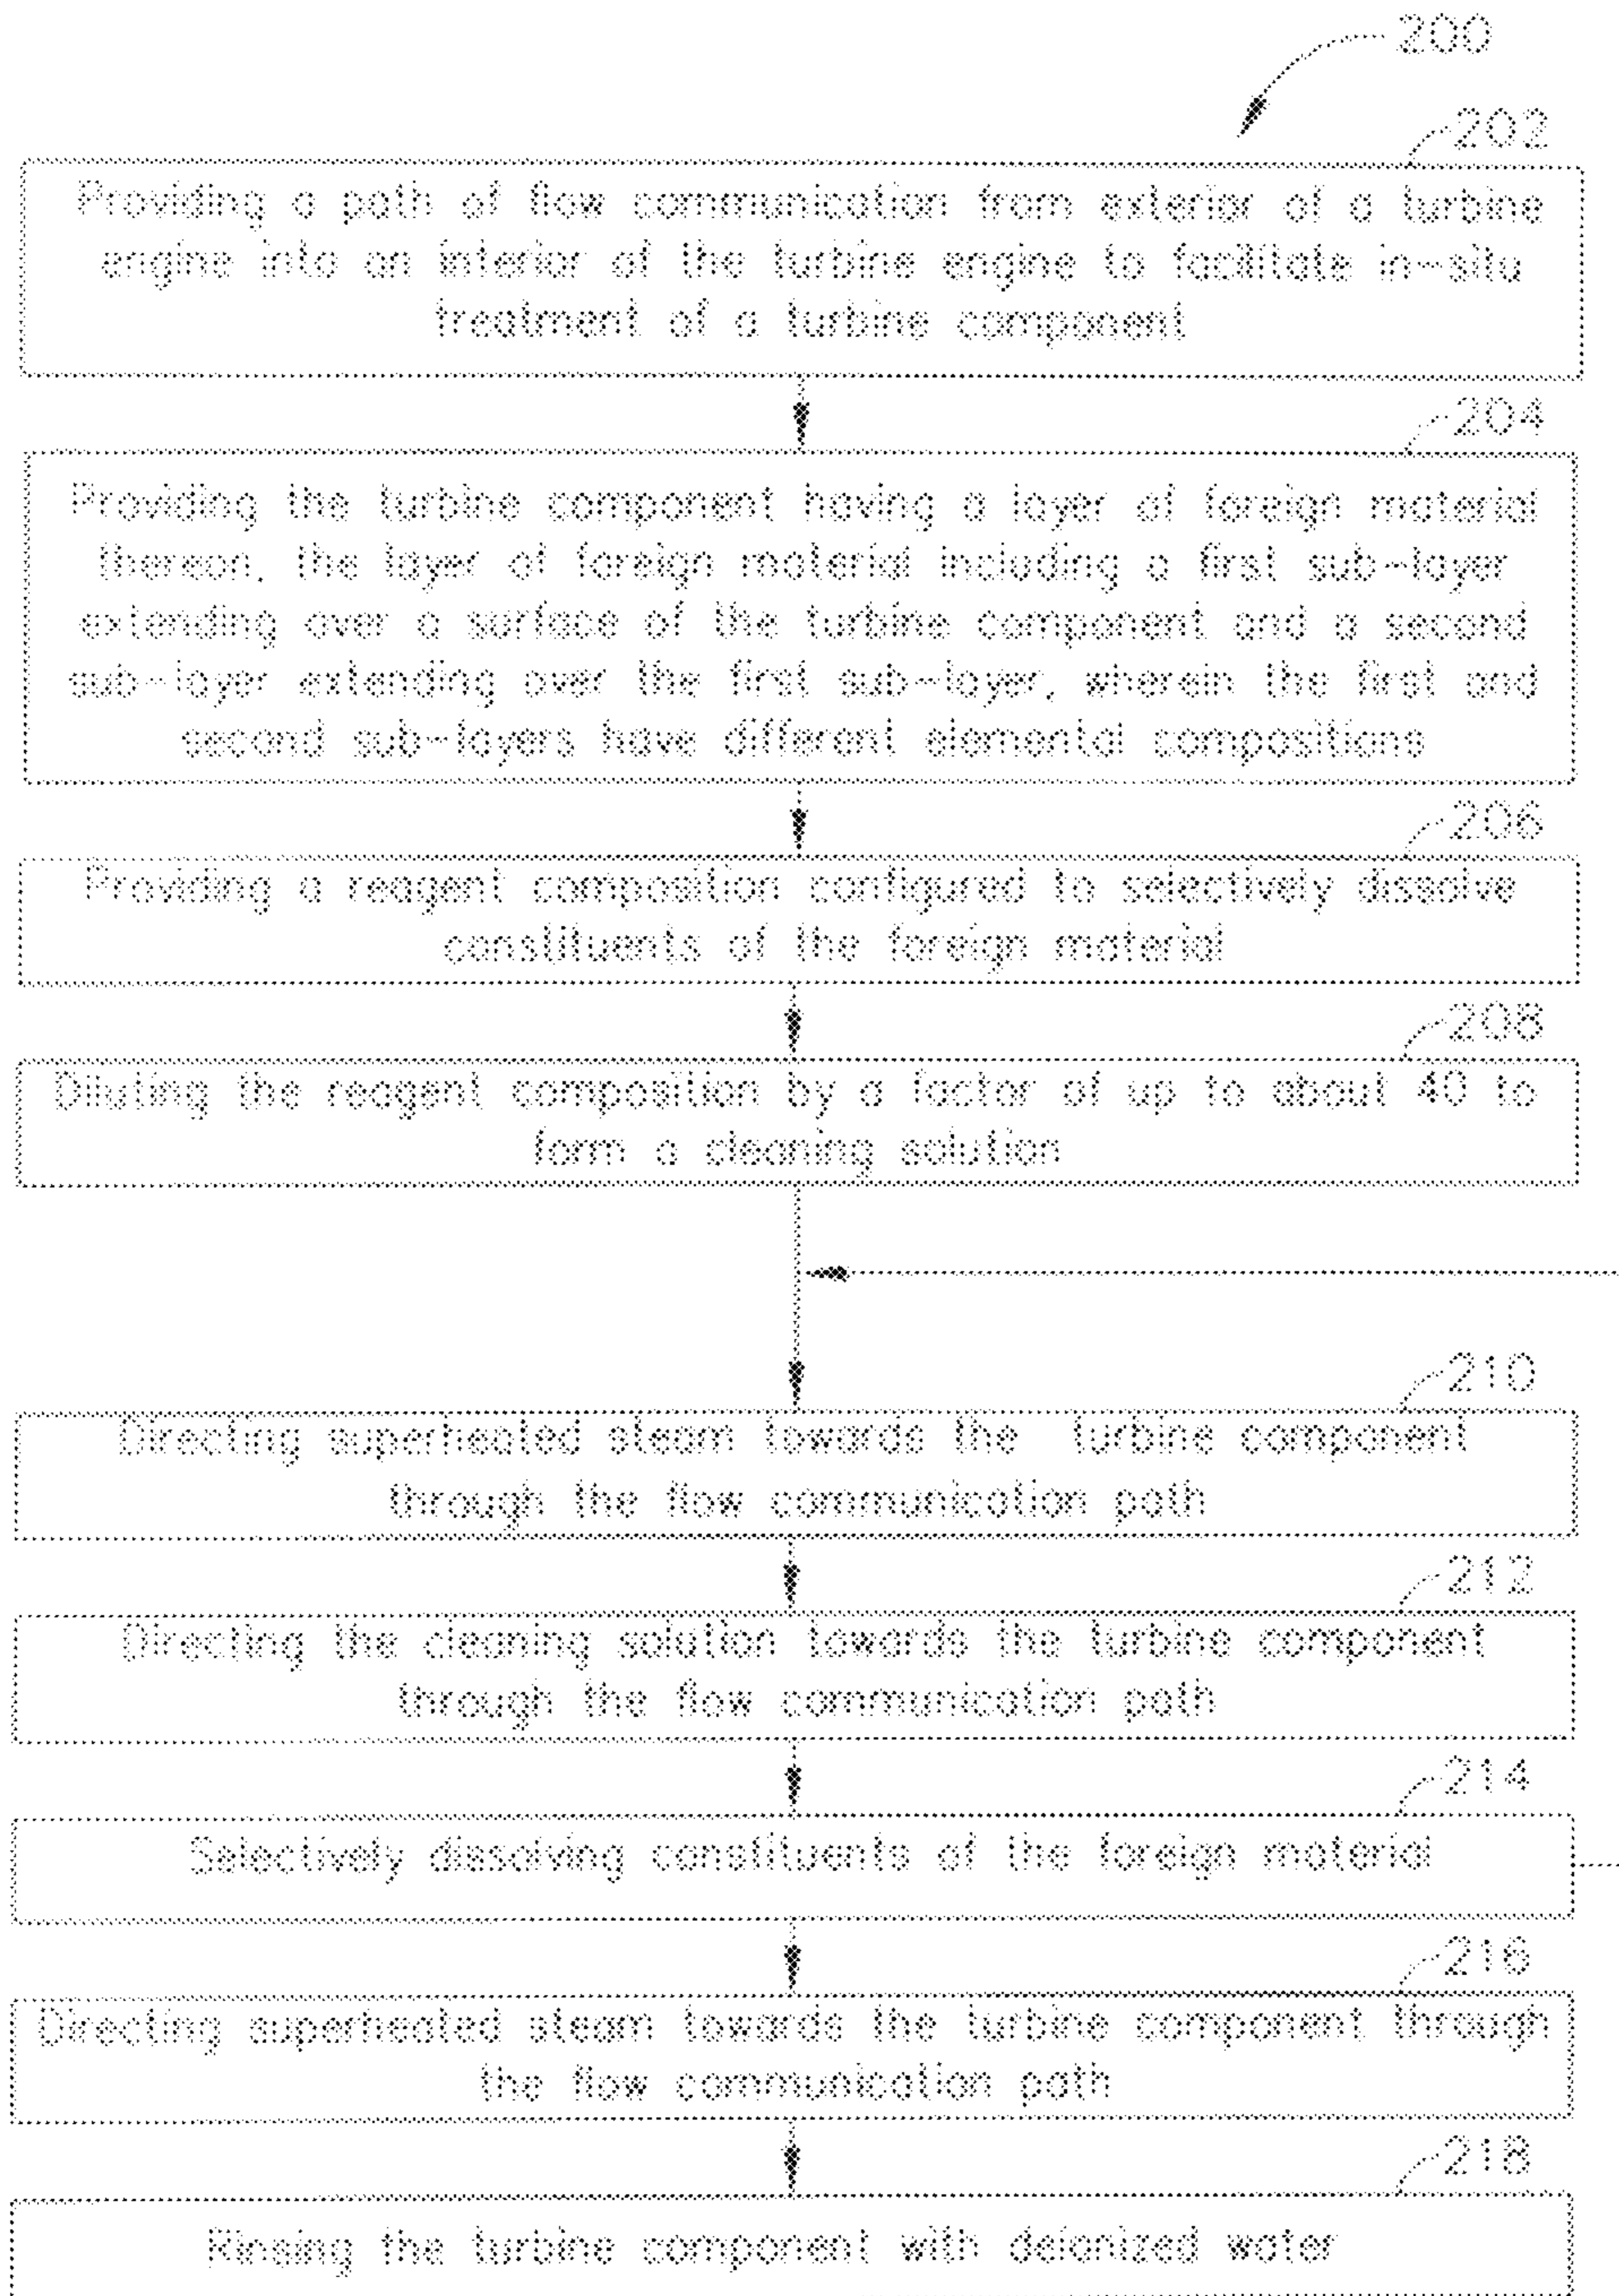 200
202
Providing a path of flow communication from exterior of a turbine
engine into an interior of the turbine engine to facilitate in-situ
treatment of a turbine component
204
Providing the turbine component having a layer of foreign material
thereon, the layer of foreign material including a first sub-layer
extending over a surface of the turbine component and a second
sub-layer extending over the first sub-layer, wherein the first and
second sub-layers have different elemental compositions
206
Providing a reagent composition configured to selectively dissolve
constituents of the foreign material
208
Diluting the reagent composition by a factor of up to about 40 to
form a cleaning solution
210
Directing superheated steam towards the turbine component
through the flow communication path
212
Directing the cleaning solution towards the turbine component
through the flow communication path
214
Selectively dissolving constituents of the foreign material
216
Directing superheated steam towards the turbine component through
the flow communication path
218
Rinsing the turbine component with deionized water